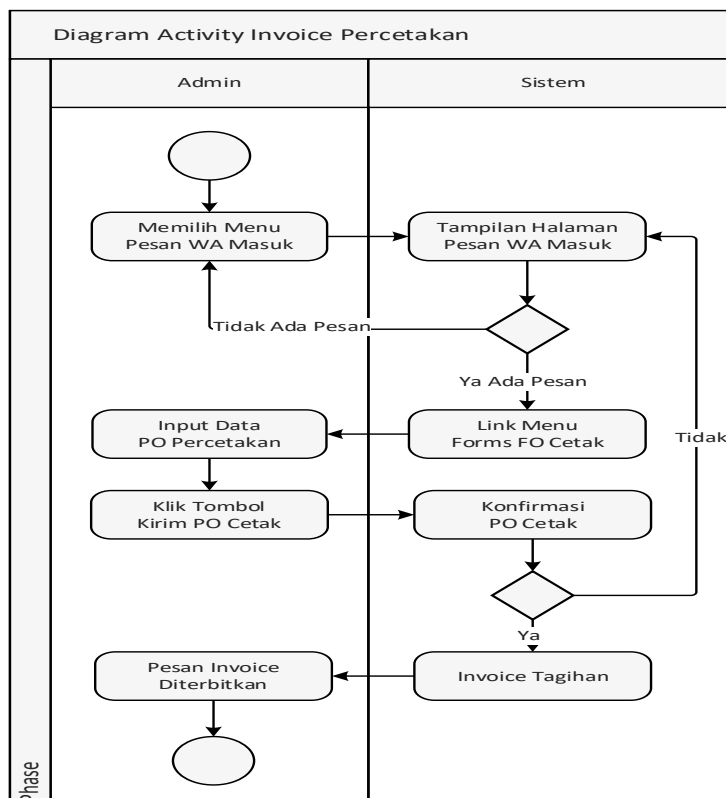 Diagram Activity Invoice Percetakan
Admin
Sistem
Memilih Menu
Pesan WA Masuk
Tampilan Halaman
Pesan WA Masuk
Tidak Ada Pesan
Ya Ada Pesan
Input Data
PO Percetakan
Link Menu
Forms FO Cetak
Tidak
Klik Tombol
Kirim PO Cetak
Konfirmasi
PO Cetak
Ya
Pesan Invoice
Diterbitkan
Invoice Tagihan
Phase